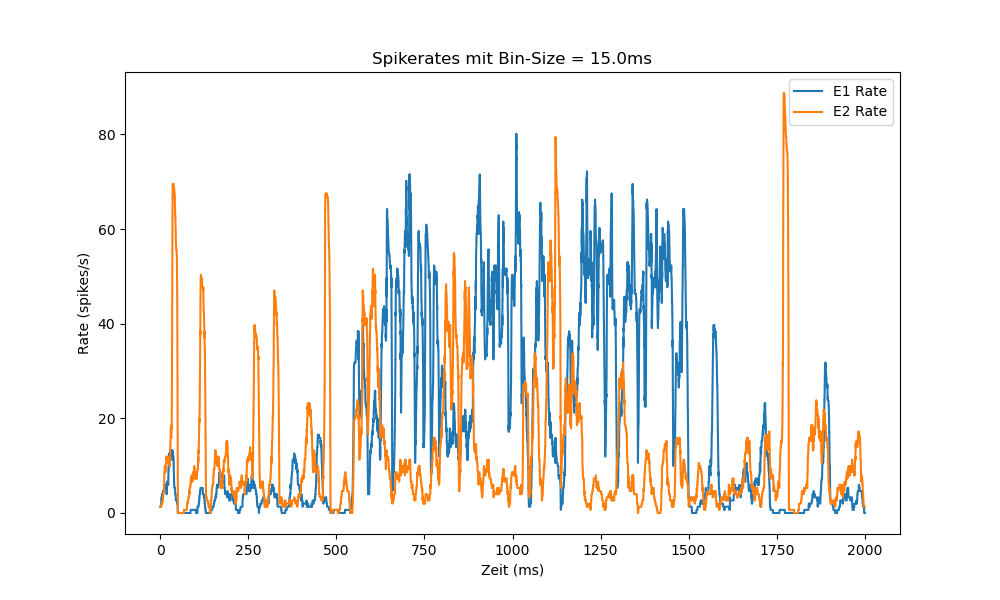 Spikerates mit Bin-Size = 15.0ms
E1 Rate
E2 Rate
80
60
40
20
0
Rate (spikes/s)
0 250 500 750 1000 1250 1500 1750 2000
Zeit (ms)